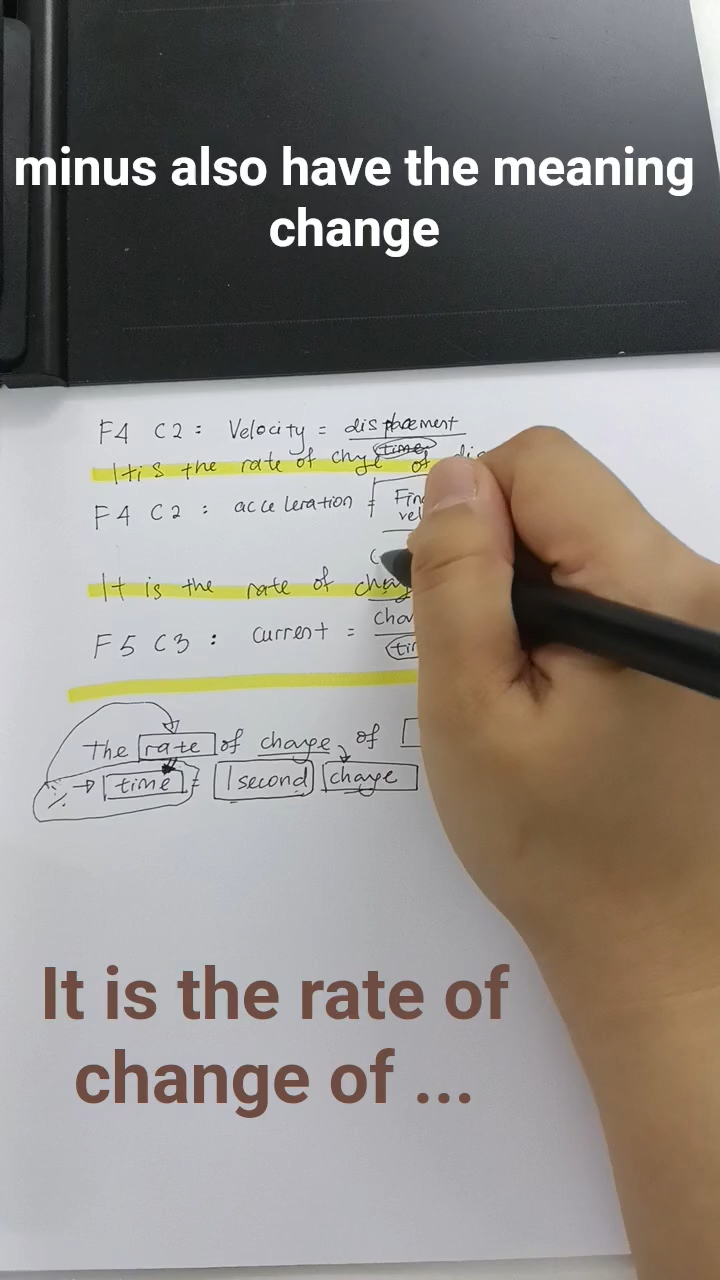 minus also have the meaning
change
F4 C2 : Velocity = displacement
time
It is the rate of chnge of
F4 C2 : acceleration =
It is the rate of
F5 C3 : current =
The rate of change of
% → time = 1 second change
It is the rate of
change of ...